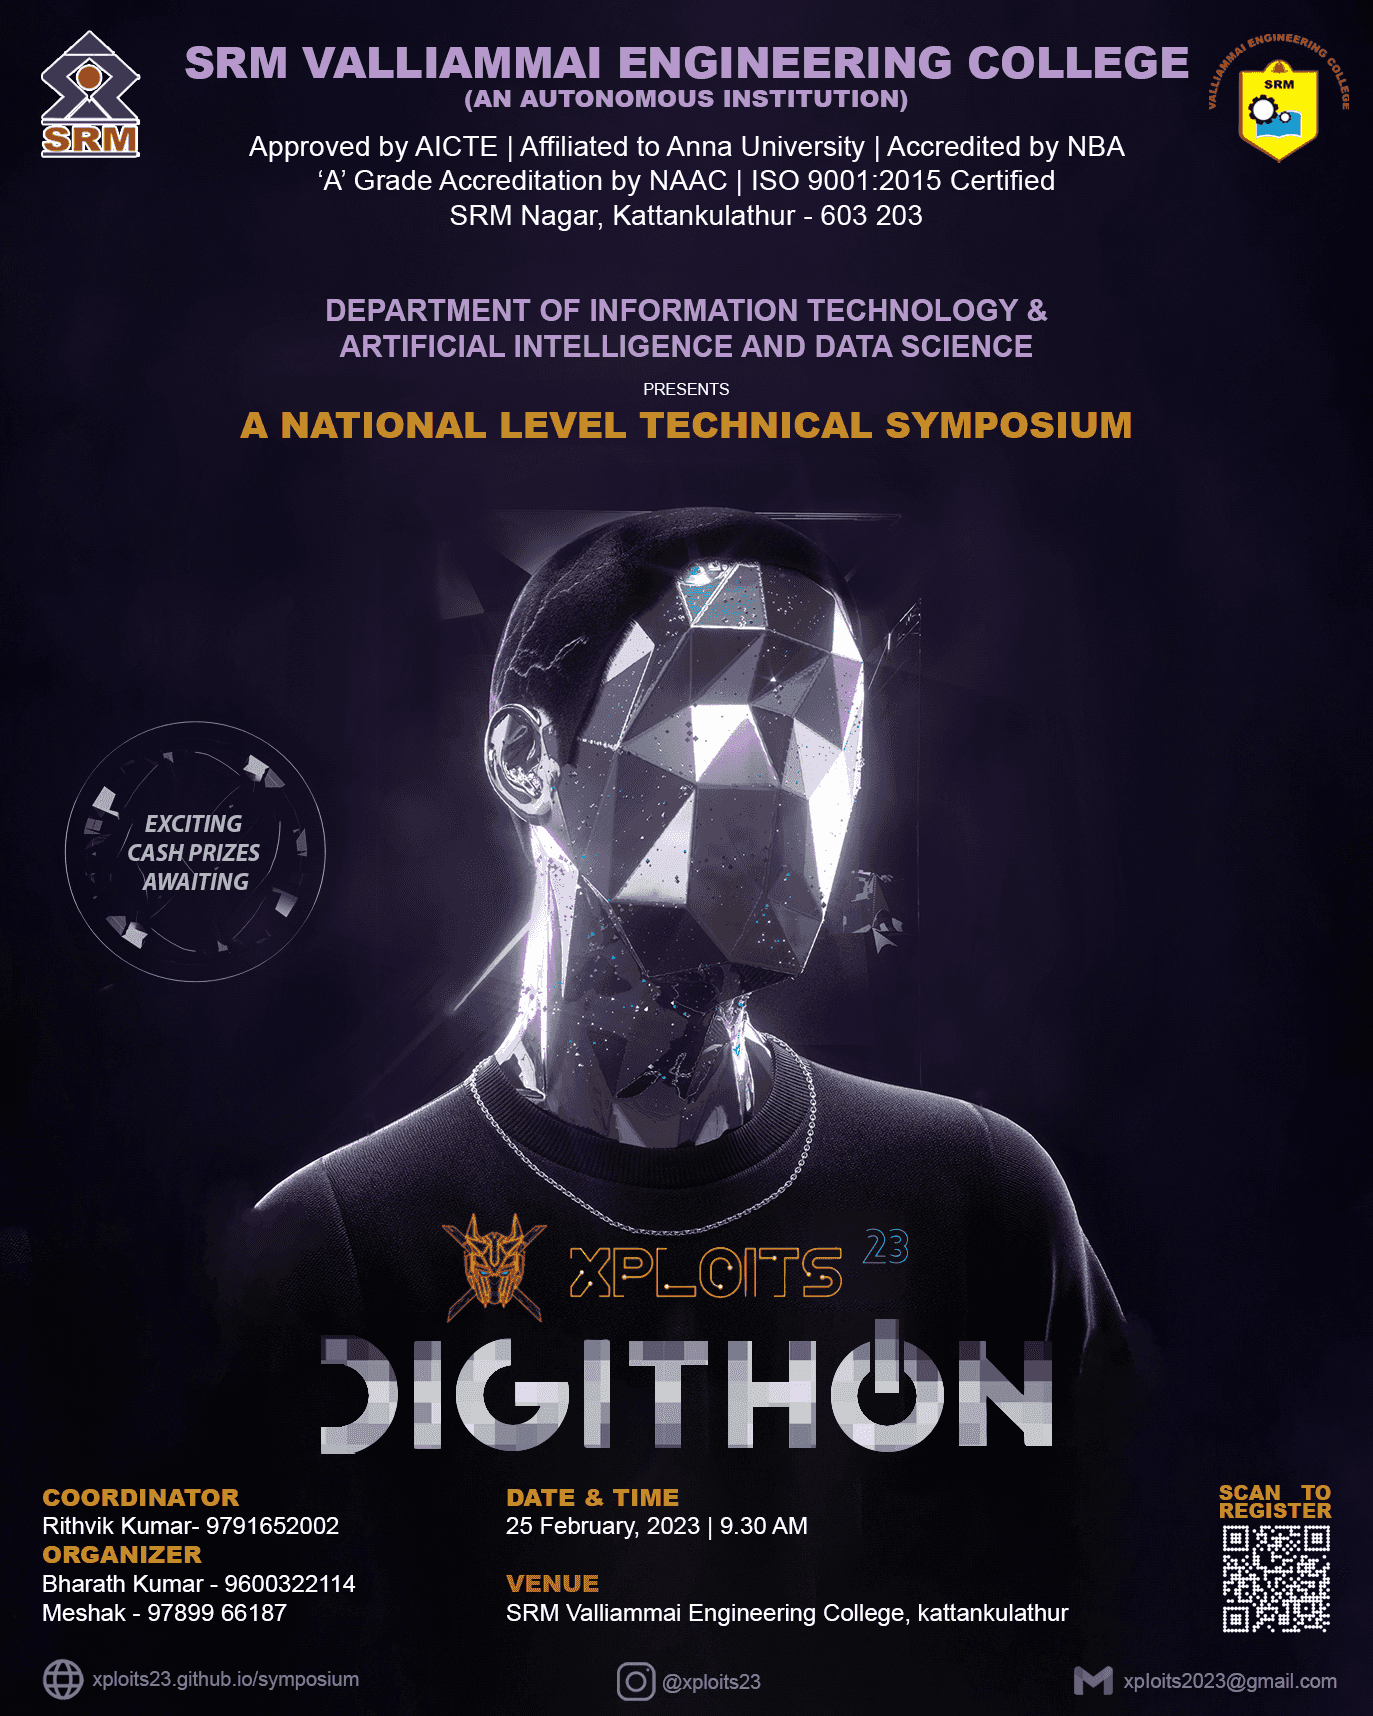 SRM VALLIAMMAI ENGINEERING COLLEGE
(AN AUTONOMOUS INSTITUTION)
SRM
VALLIAMMAI ENGINEERING COLLEGE
SRM
Approved by AICTE | Affiliated to Anna University | Accredited by NBA
‘A’ Grade Accreditation by NAAC | ISO 9001:2015 Certified
SRM Nagar, Kattankulathur - 603 203
DEPARTMENT OF INFORMATION TECHNOLOGY &
ARTIFICIAL INTELLIGENCE AND DATA SCIENCE
PRESENTS
A NATIONAL LEVEL TECHNICAL SYMPOSIUM
EXCITING
CASH PRIZES
AWAITING
XPLOITS 23
DIGITHON
COORDINATOR
Rithvik Kumar- 9791652002
ORGANIZER
Bharath Kumar - 9600322114
Meshak - 97899 66187
DATE & TIME
25 February, 2023 | 9.30 AM
VENUE
SRM Valliammai Engineering College, kattankulathur
SCAN TO
REGISTER
xploits23.github.io/symposium
@xploits23
xploits2023@gmail.com